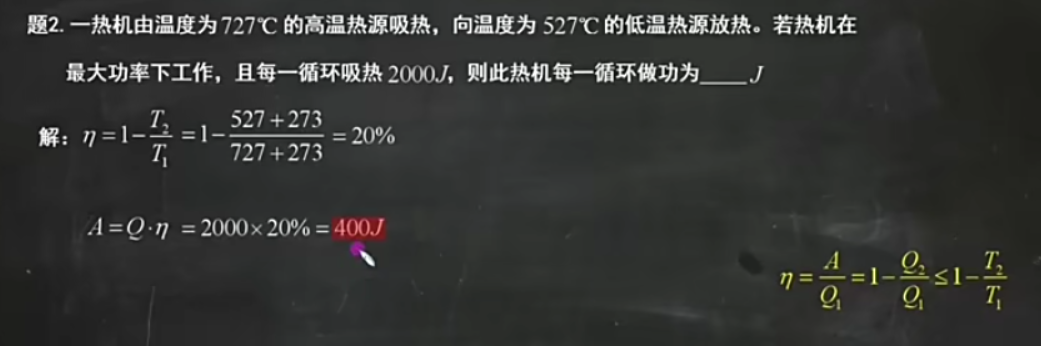 题2. 一热机由温度为727℃的高温热源吸热，向温度为527℃的低温热源放热。若热机在
最大功率下工作，且每一循环吸热2000J，则此热机每一循环做功为____J
解：η=1-T₂/T₁=1-(527+273)/(727+273)=20%
A=Q·η=2000×20%=400J
η=A/Q₁=1-Q₂/Q₁≤1-T₂/T₁